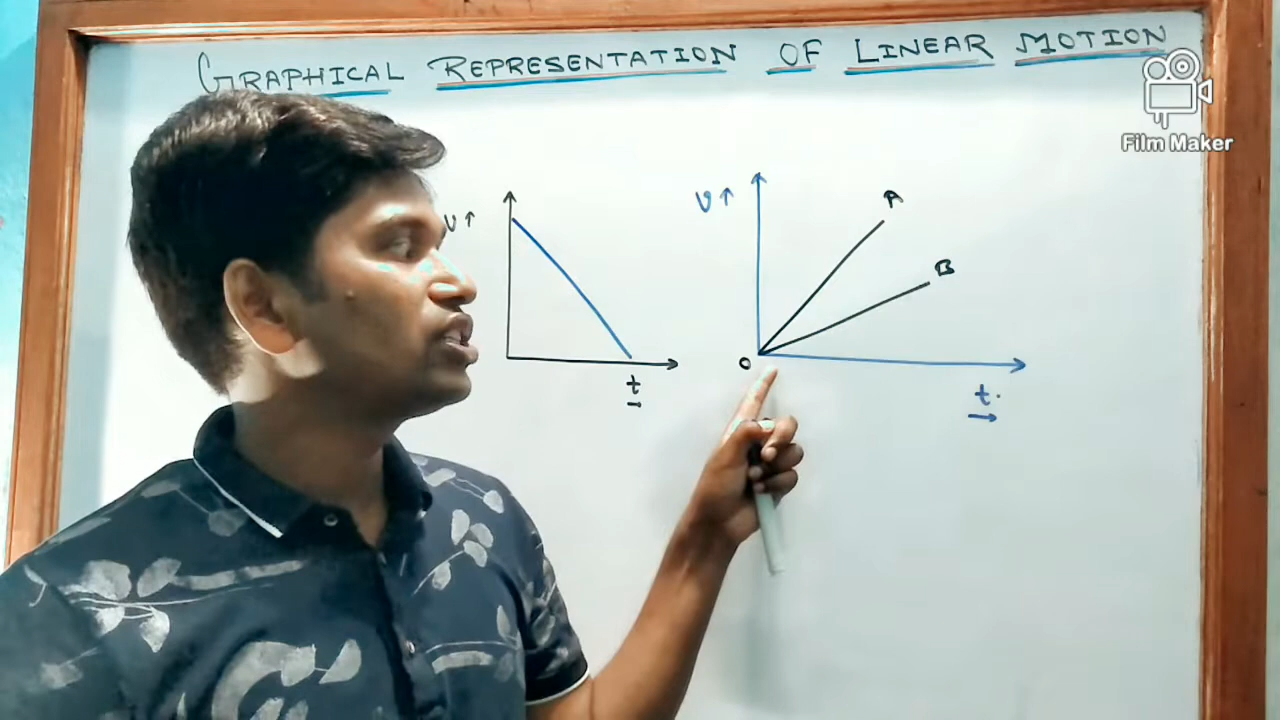 GRAPHICAL REPRESENTATION OF LINEAR MOTION
Film Maker
v↑
t
v↑
A
B
O
t.